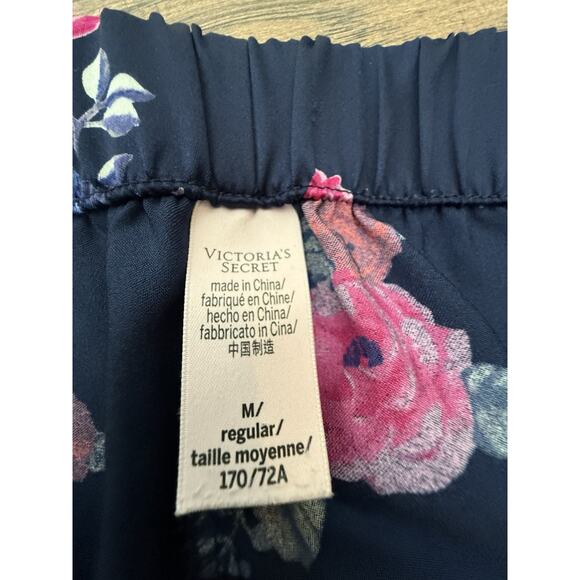 VICTORIA'S
SECRET
made in China/
fabriqué en Chine/
hecho en China/
fabbricato in Cina/
中国制造
M/
regular/
taille moyenne/
170/72A